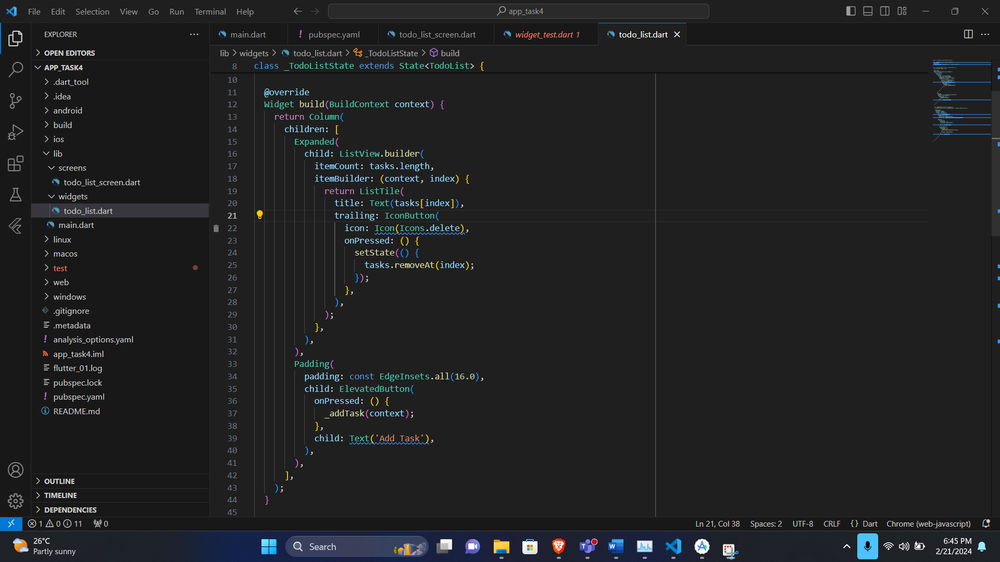 File Edit Selection View Go Run Terminal Help
app_task4
EXPLORER
OPEN EDITORS
APP_TASK4
.dart_tool
.idea
android
build
ios
lib
screens
todo_list_screen.dart
widgets
todo_list.dart
main.dart
linux
macos
test
web
windows
.gitignore
.metadata
analysis_options.yaml
app_task4.iml
flutter_01.log
pubspec.lock
pubspec.yaml
README.md
OUTLINE
TIMELINE
DEPENDENCIES
main.dart
pubspec.yaml
todo_list_screen.dart
widget_test.dart 1
todo_list.dart
lib > widgets > todo_list.dart > _TodoListState > build
8 class _TodoListState extends State<TodoList> {
10
11 @override
12 Widget build(BuildContext context) {
13 return Column(
14 children: [
15 Expanded(
16 child: ListView.builder(
17 itemCount: tasks.length,
18 itemBuilder: (context, index) {
19 return ListTile(
20 title: Text(tasks[index]),
21 trailing: IconButton(
22 icon: Icon(Icons.delete),
23 onPressed: () {
24 setState(() {
25 tasks.removeAt(index);
26 });
27 },
28 ),
29 );
30 },
31 ),
32 ),
33 Padding(
34 padding: const EdgeInsets.all(16.0),
35 child: ElevatedButton(
36 onPressed: () {
37 _addTask(context);
38 },
39 child: Text('Add Task'),
40 ),
41 ),
42 ],
43 );
44 }
45
1 0 11 0
Ln 21, Col 38 Spaces: 2 UTF-8 CRLF {} Dart Chrome (web-javascript)
26°C
Partly sunny
Search
6:45 PM
2/21/2024